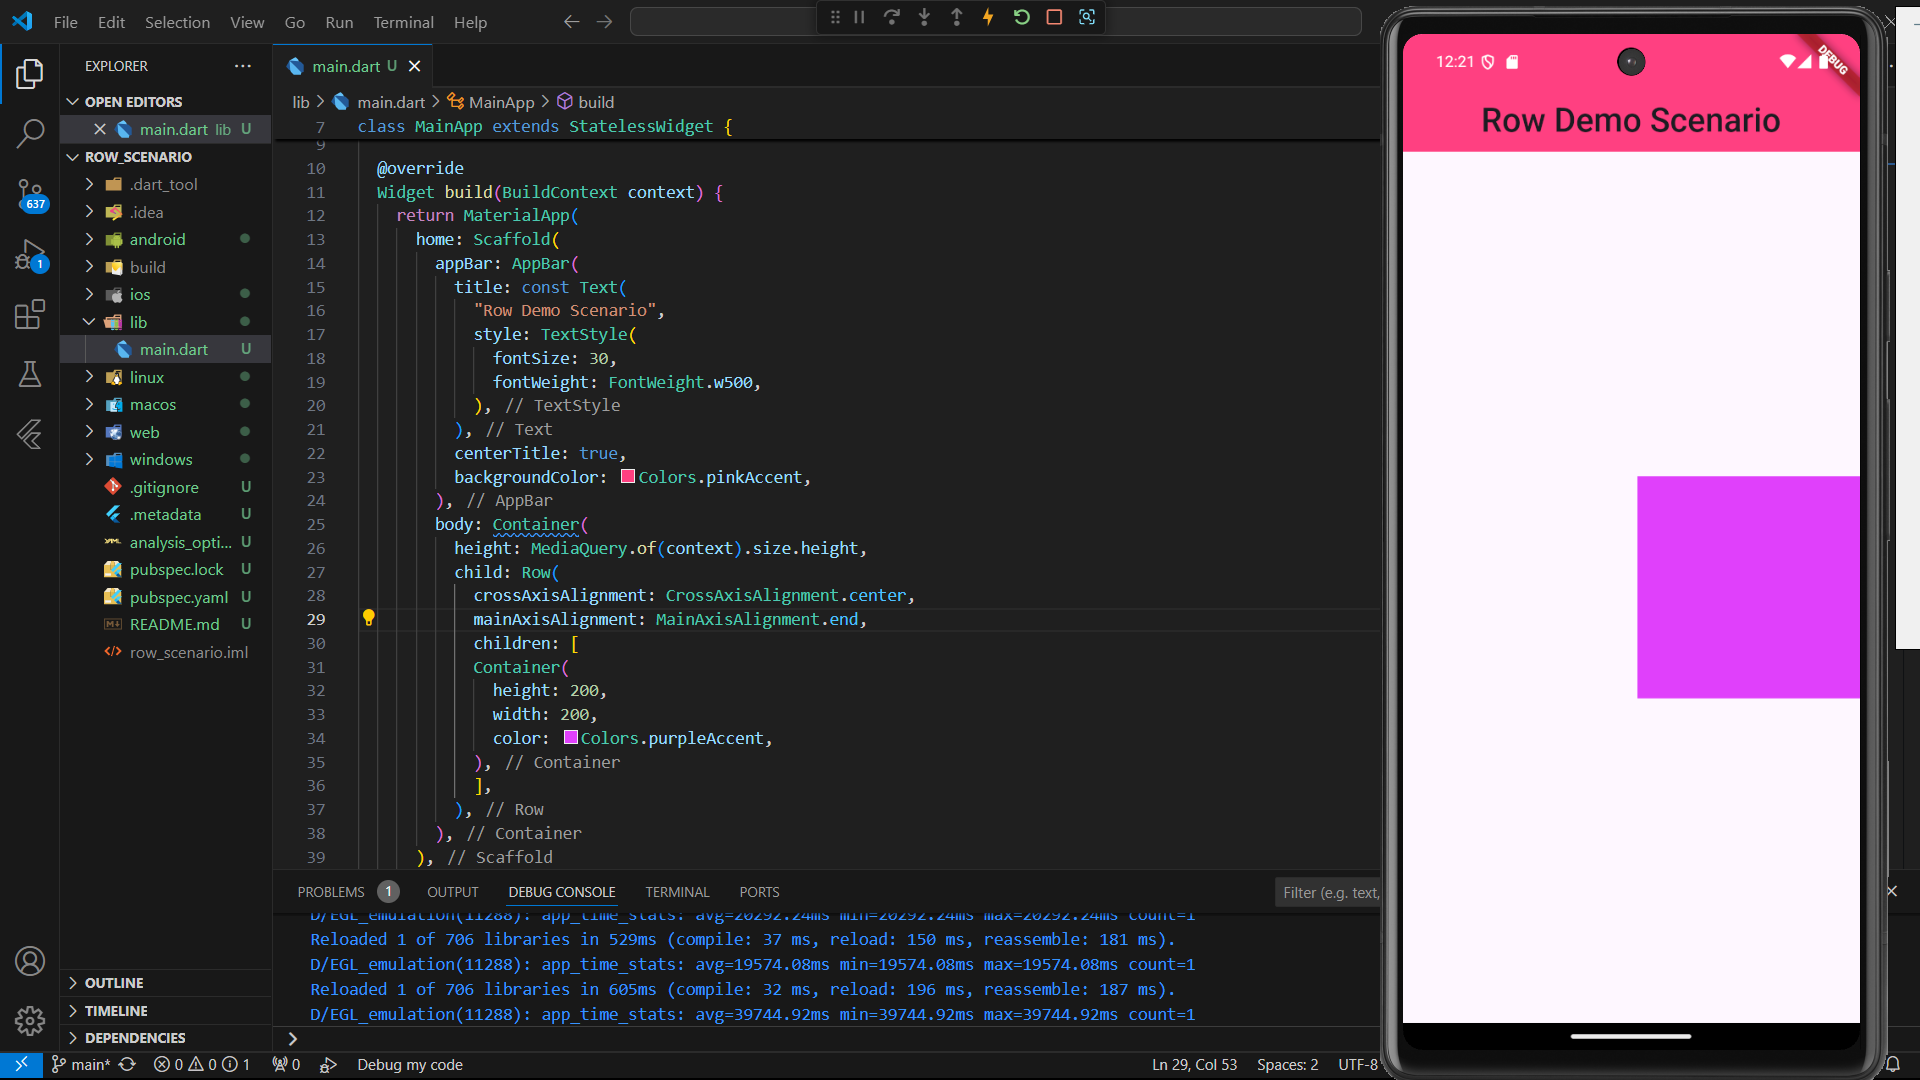 File Edit Selection View Go Run Terminal Help
EXPLORER
OPEN EDITORS
main.dart lib U
ROW_SCENARIO
.dart_tool
.idea
android
build
ios
lib
main.dart U
linux
macos
web
windows
.gitignore U
.metadata U
analysis_opti... U
pubspec.lock U
pubspec.yaml U
README.md U
row_scenario.iml
OUTLINE
TIMELINE
DEPENDENCIES
637
1
main.dart U
lib > main.dart > MainApp > build
7 class MainApp extends StatelessWidget {
9
10 @override
11 Widget build(BuildContext context) {
12 return MaterialApp(
13 home: Scaffold(
14 appBar: AppBar(
15 title: const Text(
16 "Row Demo Scenario",
17 style: TextStyle(
18 fontSize: 30,
19 fontWeight: FontWeight.w500,
20 ), // TextStyle
21 ), // Text
22 centerTitle: true,
23 backgroundColor: Colors.pinkAccent,
24 ), // AppBar
25 body: Container(
26 height: MediaQuery.of(context).size.height,
27 child: Row(
28 crossAxisAlignment: CrossAxisAlignment.center,
29 mainAxisAlignment: MainAxisAlignment.end,
30 children: [
31 Container(
32 height: 200,
33 width: 200,
34 color: Colors.purpleAccent,
35 ), // Container
36 ],
37 ), // Row
38 ), // Container
39 ), // Scaffold
PROBLEMS 1 OUTPUT DEBUG CONSOLE TERMINAL PORTS
Filter (e.g. text,
D/EGL_emulation(11288): app_time_stats: avg=20292.24ms min=20292.24ms max=20292.24ms count=1
Reloaded 1 of 706 libraries in 529ms (compile: 37 ms, reload: 150 ms, reassemble: 181 ms).
D/EGL_emulation(11288): app_time_stats: avg=19574.08ms min=19574.08ms max=19574.08ms count=1
Reloaded 1 of 706 libraries in 605ms (compile: 32 ms, reload: 196 ms, reassemble: 187 ms).
D/EGL_emulation(11288): app_time_stats: avg=39744.92ms min=39744.92ms max=39744.92ms count=1
main* 0 0 1 0 Debug my code
Ln 29, Col 53 Spaces: 2 UTF-8
12:21
DEBUG
Row Demo Scenario